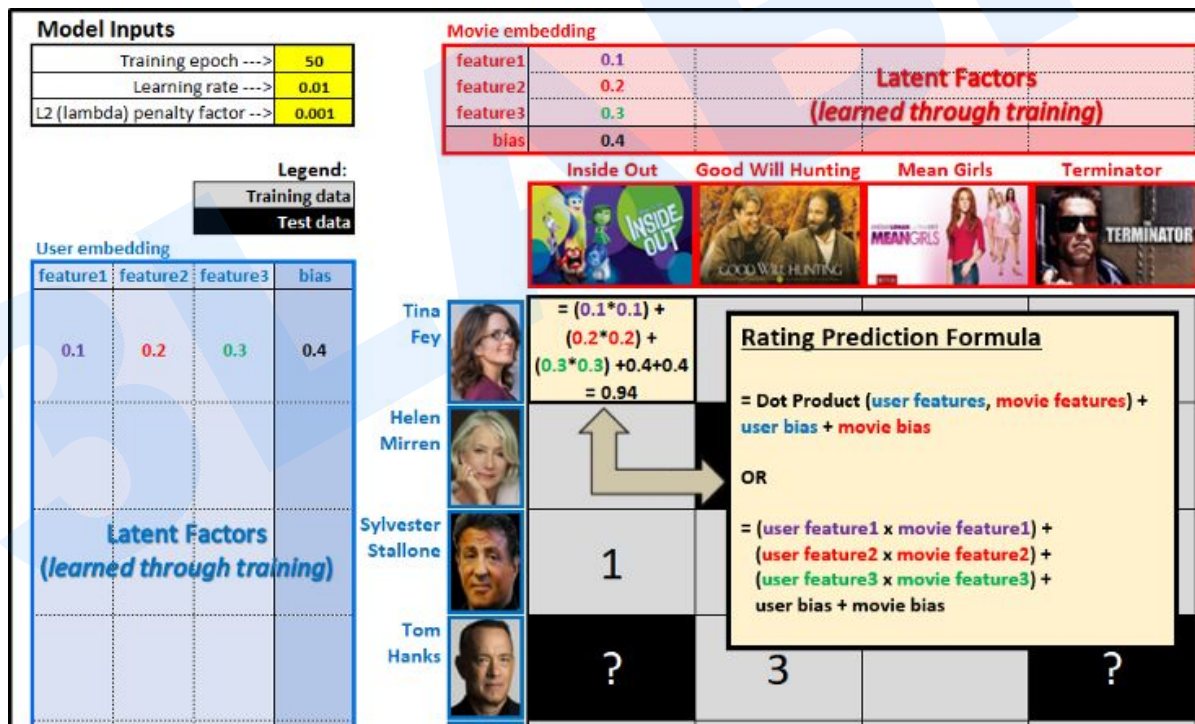 Model Inputs
Training epoch --->
50
Learning rate --->
0.01
L2 (lambda) penalty factor -->
0.001
Movie embedding
feature1
0.1
feature2
0.2
feature3
0.3
bias
0.4
Latent Factors
(learned through training)
Legend:
Training data
Test data
Inside Out
Good Will Hunting
Mean Girls
Terminator
INSIDE
OUT
GOOD WILL HUNTING
MEAN GIRLS
THE
TERMINATOR
User embedding
feature1
feature2
feature3
bias
0.1
0.2
0.3
0.4
Latent Factors
(learned through training)
Tina
Fey
= (0.1*0.1) +
(0.2*0.2) +
(0.3*0.3) +0.4+0.4
= 0.94
Helen
Mirren
Sylvester
Stallone
1
Tom
Hanks
?
3
?
Rating Prediction Formula
= Dot Product (user features, movie features) +
user bias + movie bias
OR
= (user feature1 x movie feature1) +
(user feature2 x movie feature2) +
(user feature3 x movie feature3) +
user bias + movie bias